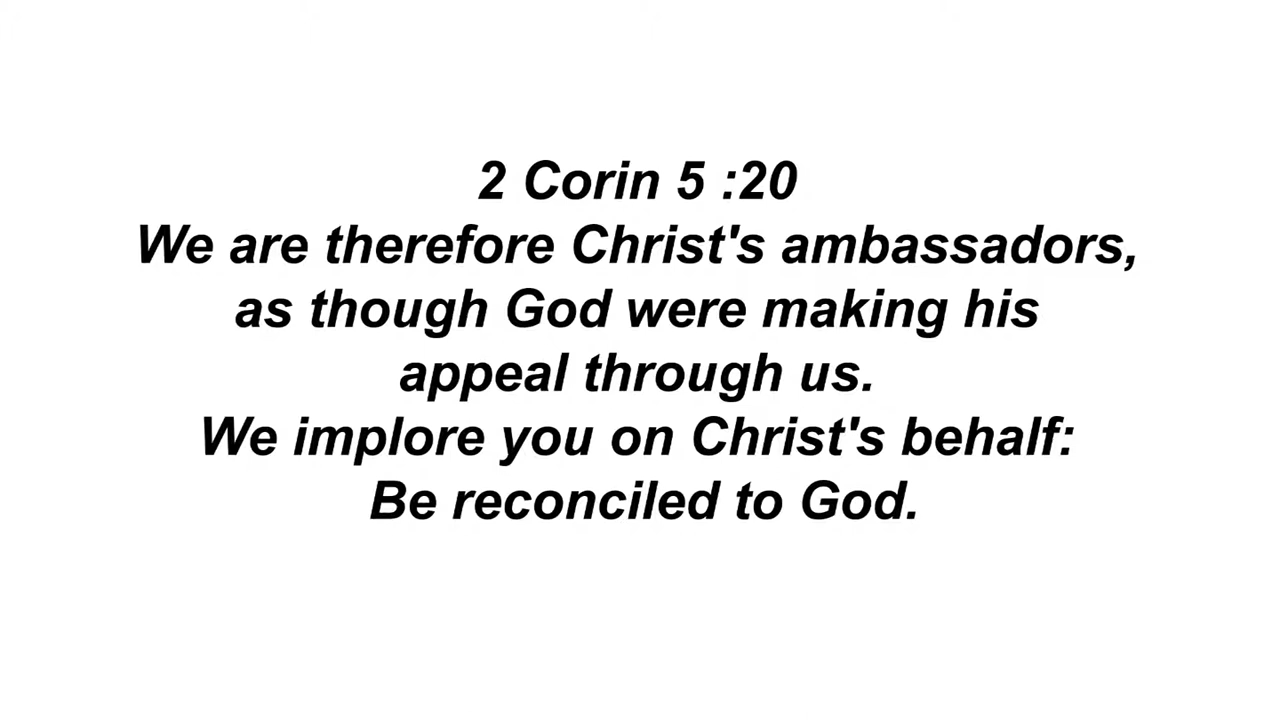 2 Corin 5 :20
We are therefore Christ's ambassadors,
as though God were making his
appeal through us.
We implore you on Christ's behalf:
Be reconciled to God.